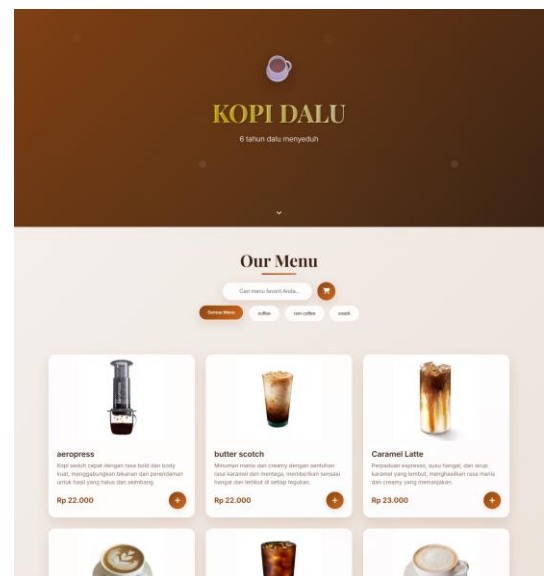 KOPI DALU
6 tahun dalu menyeduh
Our Menu
Cari menu favorit Anda...
Semua Menu
coffee
non coffee
snack
aeropress
Kopi seduh cepat dengan rasa bold dan body
kuat, menggabungkan tekanan dan perendaman
untuk hasil yang halus dan seimbang.
Rp 22.000
+
butter scotch
Minuman manis dan creamy dengan sentuhan
rasa karamel dan mentega, memberikan sensasi
hangat dan lembut di setiap tegukan.
Rp 22.000
+
Caramel Latte
Perpaduan espresso, susu hangat, dan sirup
karamel yang lembut, menghasilkan rasa manis
dan creamy yang memanjakan.
Rp 23.000
+